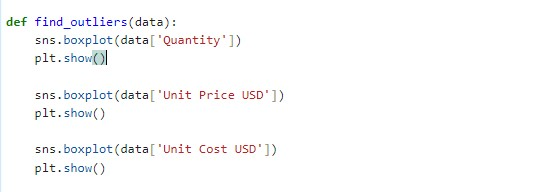 def find_outliers(data):
    sns.boxplot(data['Quantity'])
    plt.show()
    sns.boxplot(data['Unit Price USD'])
    plt.show()
    sns.boxplot(data['Unit Cost USD'])
    plt.show()